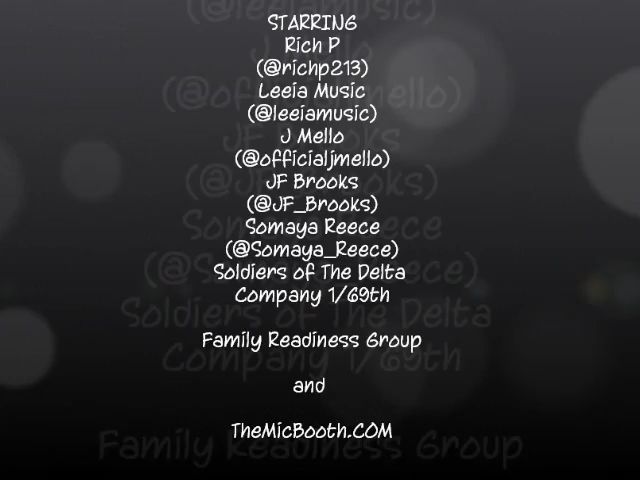 STARRING
Rich P
(@richp213)
Leeia Music
(@leeiamusic)
J Mello
(@officialjmello)
JF Brooks
(@JF_Brooks)
Somaya Reece
(@Somaya_Reece)
Soldiers of The Delta
Company 1/69th
Family Readiness Group
and
TheMicBooth.COM